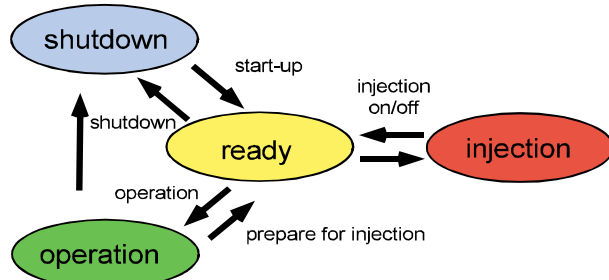 shutdown
start-up
injection
on/off
shutdown
ready
injection
operation
operation
prepare for injection